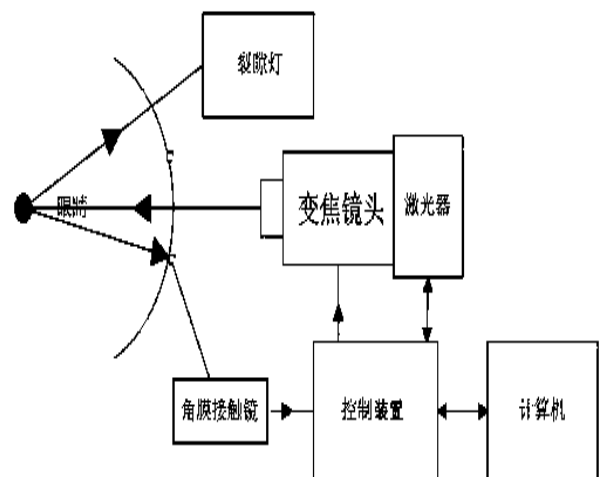 裂隙灯
眼睛
变焦镜头
激光器
角膜接触镜
控制装置
计算机